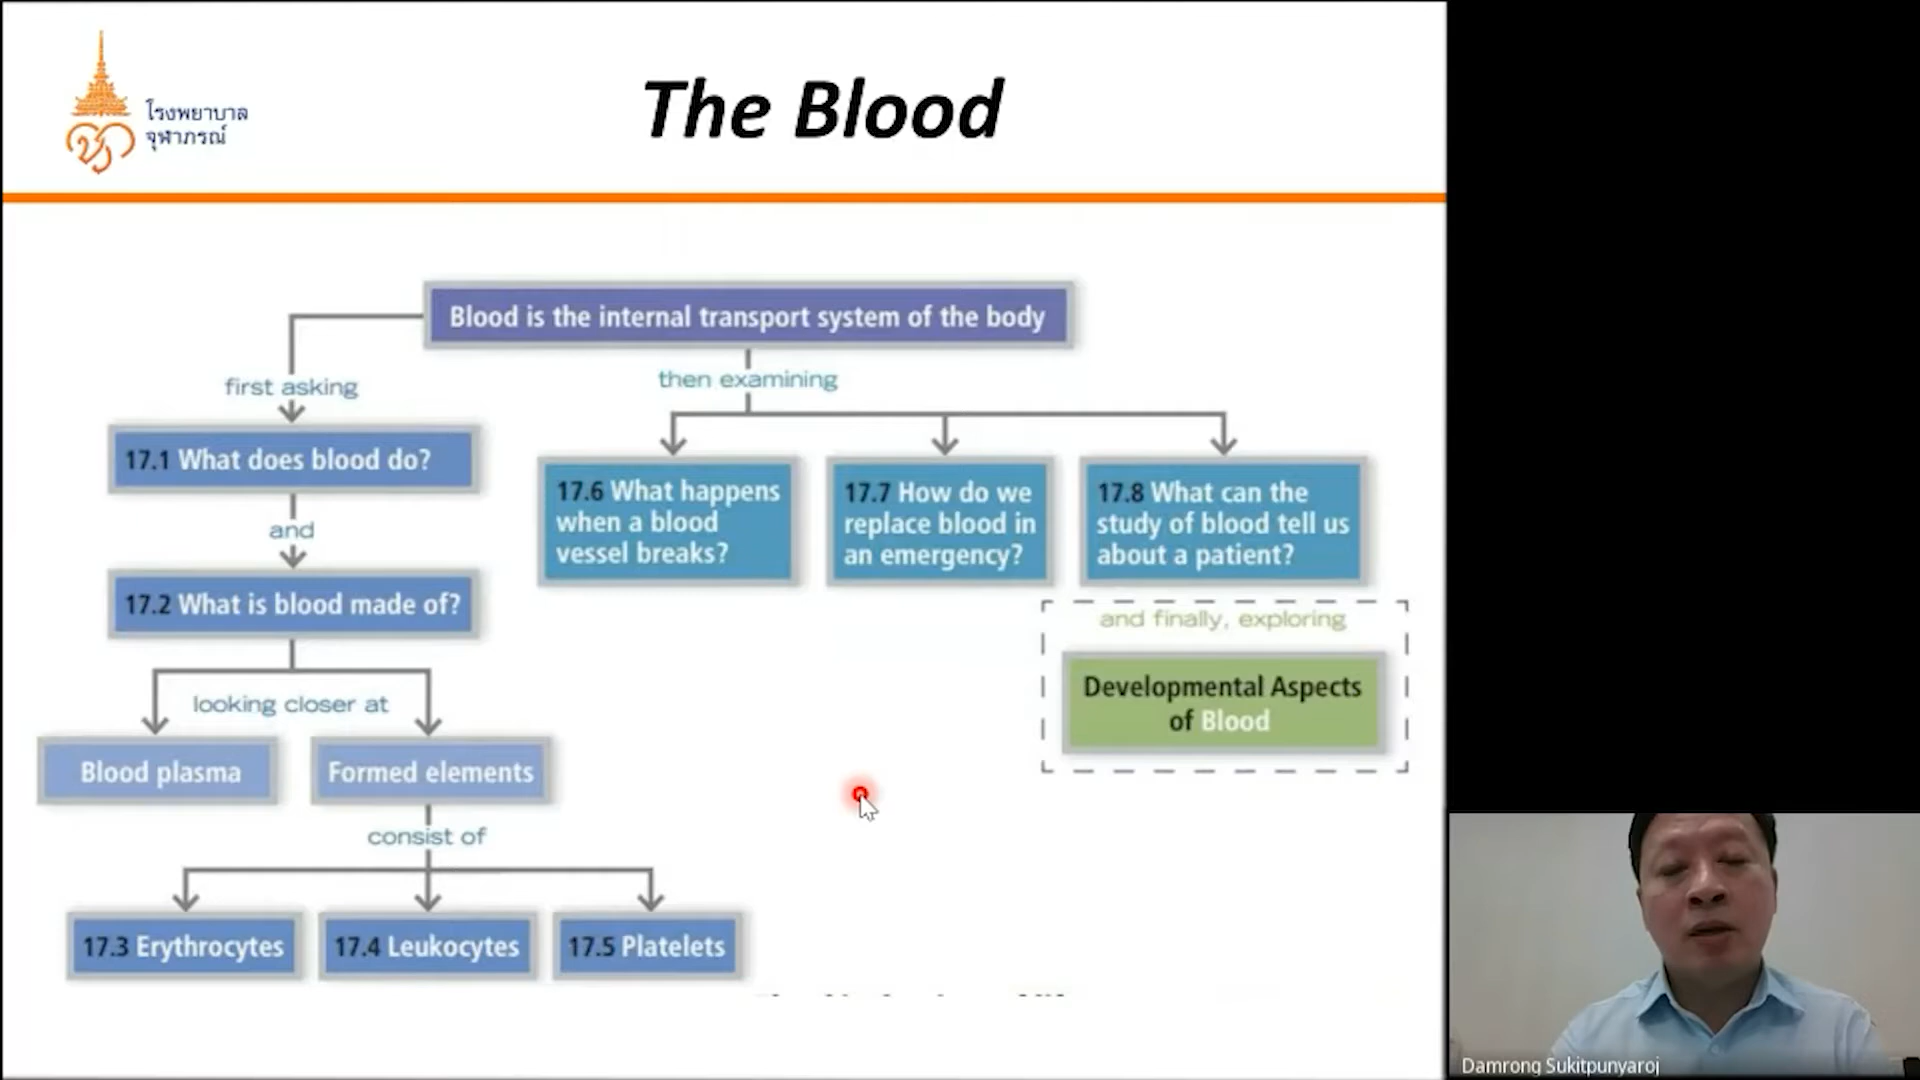 โรงพยาบาล
จุฬาภรณ์
The Blood
Blood is the internal transport system of the body
first asking
17.1 What does blood do?
and
17.2 What is blood made of?
looking closer at
Blood plasma
Formed elements
consist of
17.3 Erythrocytes
17.4 Leukocytes
17.5 Platelets
then examining
17.6 What happens
when a blood
vessel breaks?
17.7 How do we
replace blood in
an emergency?
17.8 What can the
study of blood tell us
about a patient?
and finally, exploring
Developmental Aspects
of Blood
Damrong Sukitpunyaroj